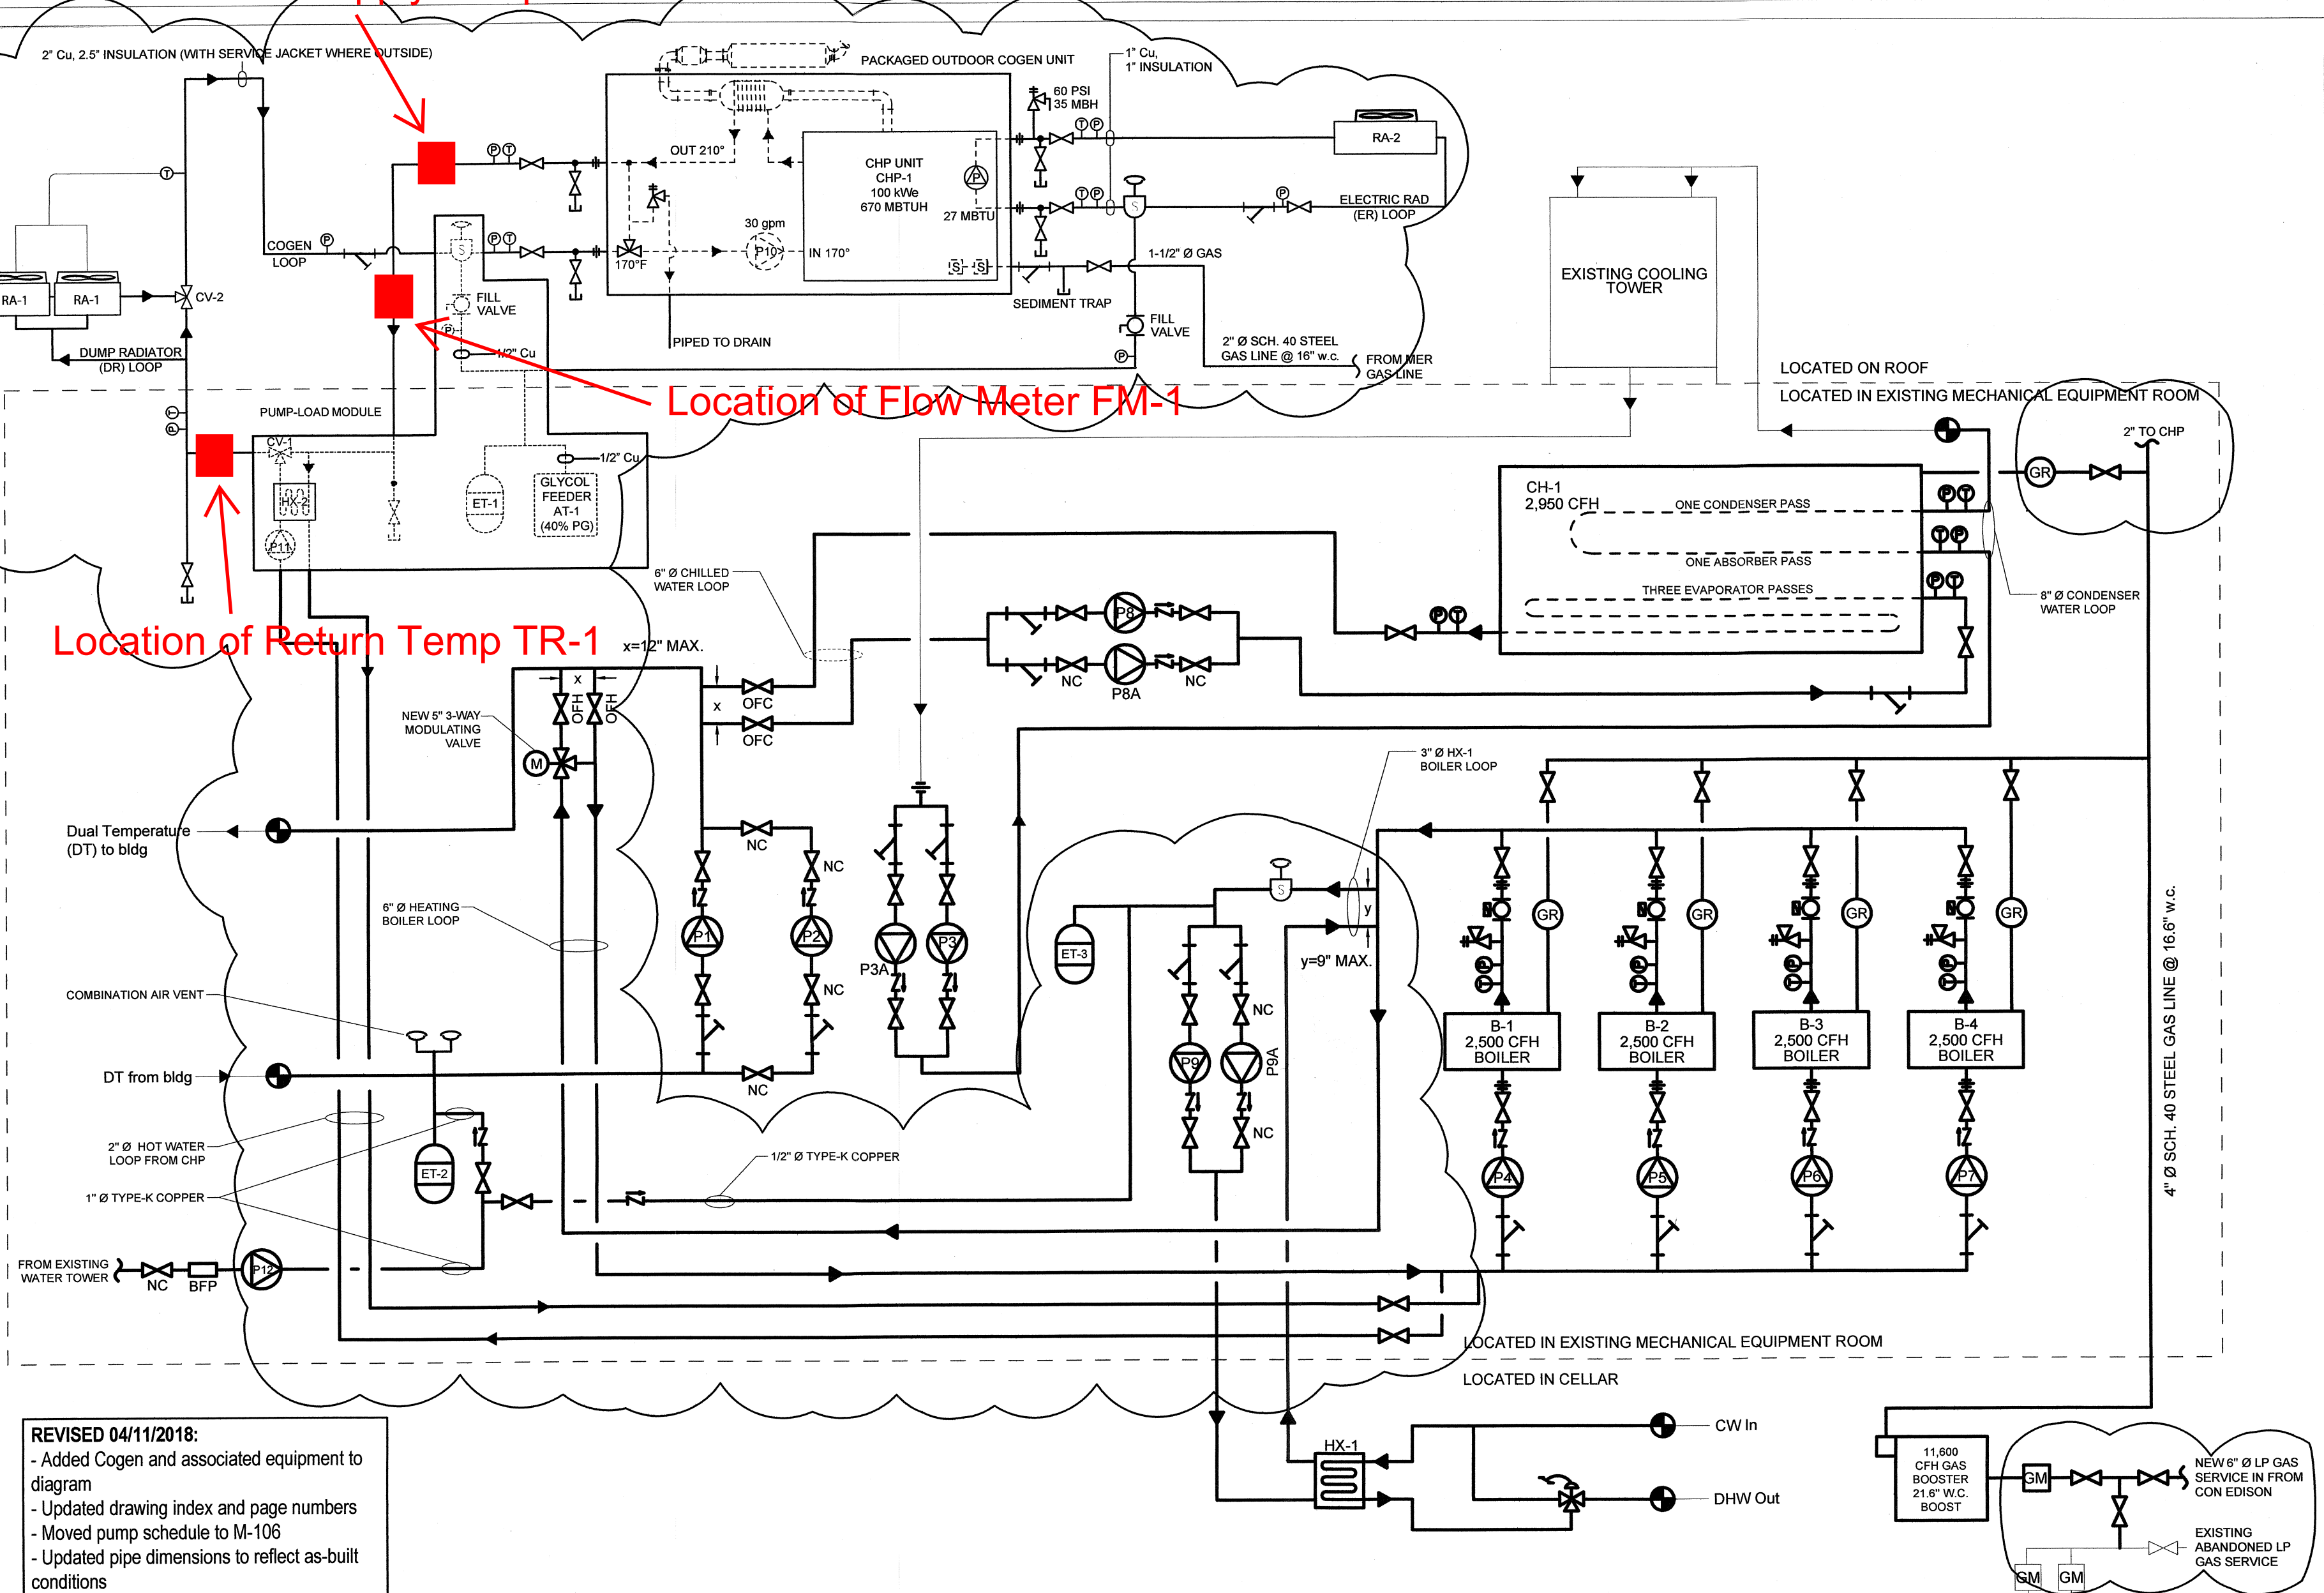 2" Cu, 2.5" INSULATION (WITH SERVICE JACKET WHERE OUTSIDE)
PACKAGED OUTDOOR COGEN UNIT
1" Cu,
1" INSULATION
60 PSI
35 MBH
P T
T P
RA-2
OUT 210°
CHP UNIT
CHP-1
100 kWe
670 MBTUH
P
27 MBTU
T P
S
P
ELECTRIC RAD
(ER) LOOP
T
COGEN
LOOP
P
S
P T
170°F
30 gpm
P10
IN 170°
S S
1-1/2" Ø GAS
SEDIMENT TRAP
EXISTING COOLING
TOWER
RA-1
RA-1
CV-2
FILL
VALVE
P
1/2" Cu
PIPED TO DRAIN
FILL
VALVE
P
2" Ø SCH. 40 STEEL
GAS LINE @ 16" w.c.
FROM MER
GAS LINE
DUMP RADIATOR
(DR) LOOP
LOCATED ON ROOF
LOCATED IN EXISTING MECHANICAL EQUIPMENT ROOM
Location of Flow Meter FM-1
T
P
PUMP-LOAD MODULE
CV-1
HX-2
P11
ET-1
1/2" Cu
GLYCOL
FEEDER
AT-1
(40% PG)
2" TO CHP
GR
CH-1
2,950 CFH
ONE CONDENSER PASS
ONE ABSORBER PASS
THREE EVAPORATOR PASSES
P T
T P
P T
8" Ø CONDENSER
WATER LOOP
6" Ø CHILLED
WATER LOOP
P8
P T
Location of Return Temp TR-1
x=12" MAX.
NC
P8A
NC
x
OFH
OFH
x
OFC
OFC
NEW 5" 3-WAY
MODULATING
VALVE
M
3" Ø HX-1
BOILER LOOP
Dual Temperature
(DT) to bldg
NC
NC
6" Ø HEATING
BOILER LOOP
P1
P2
P3A
P3
S
y
ET-3
y=9" MAX.
GR
GR
GR
GR
P
T
P
T
P
T
P
T
4" Ø SCH. 40 STEEL GAS LINE @ 16.6" w.c.
NC
COMBINATION AIR VENT
NC
P9
P9A
NC
B-1
2,500 CFH
BOILER
B-2
2,500 CFH
BOILER
B-3
2,500 CFH
BOILER
B-4
2,500 CFH
BOILER
DT from bldg
NC
2" Ø HOT WATER
LOOP FROM CHP
1" Ø TYPE-K COPPER
ET-2
1/2" Ø TYPE-K COPPER
P4
P5
P6
P7
FROM EXISTING
WATER TOWER
NC
BFP
P12
LOCATED IN EXISTING MECHANICAL EQUIPMENT ROOM
LOCATED IN CELLAR
HX-1
CW In
DHW Out
11,600
CFH GAS
BOOSTER
21.6" W.C.
BOOST
GM
NEW 6" Ø LP GAS
SERVICE IN FROM
CON EDISON
EXISTING
ABANDONED LP
GAS SERVICE
GM
GM
REVISED 04/11/2018:
- Added Cogen and associated equipment to
diagram
- Updated drawing index and page numbers
- Moved pump schedule to M-106
- Updated pipe dimensions to reflect as-built
conditions